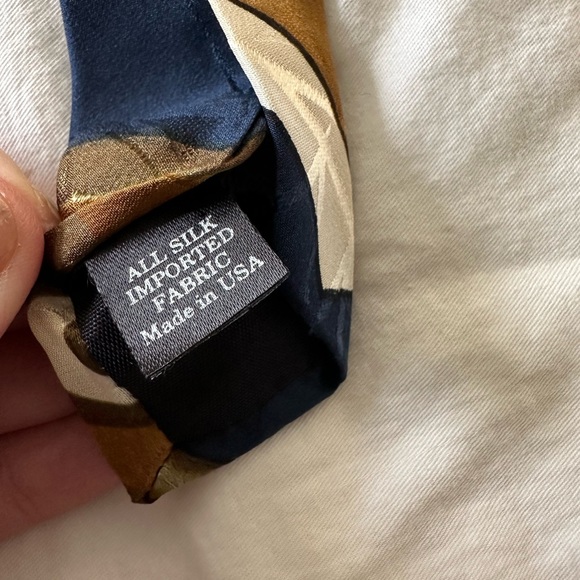 ALL SILK
IMPORTED
FABRIC
Made in USA